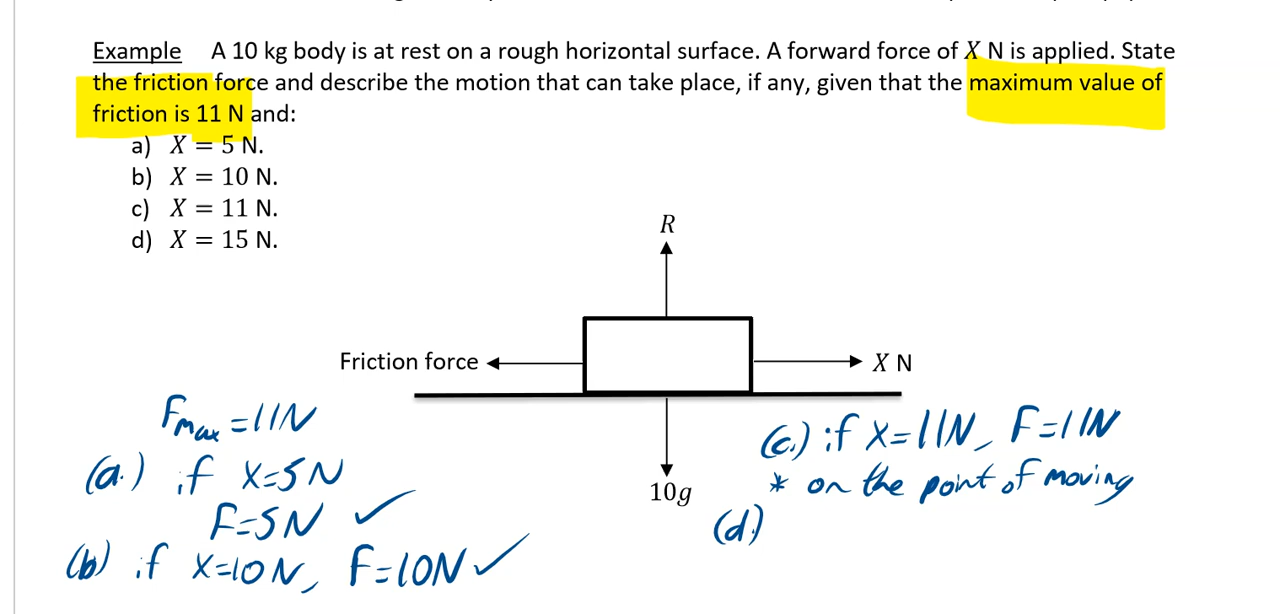 Example A 10 kg body is at rest on a rough horizontal surface. A forward force of X N is applied. State
the friction force and describe the motion that can take place, if any, given that the maximum value of
friction is 11 N and:
a) X = 5 N.
b) X = 10 N.
c) X = 11 N.
d) X = 15 N.
R
Friction force
X N
10g
Fmax = 11N
(a.) if X=5N
F=5N ✓
(b) if X=10N, F=10N ✓
(c.) if X=11N, F=11N
* on the point of moving
(d.)